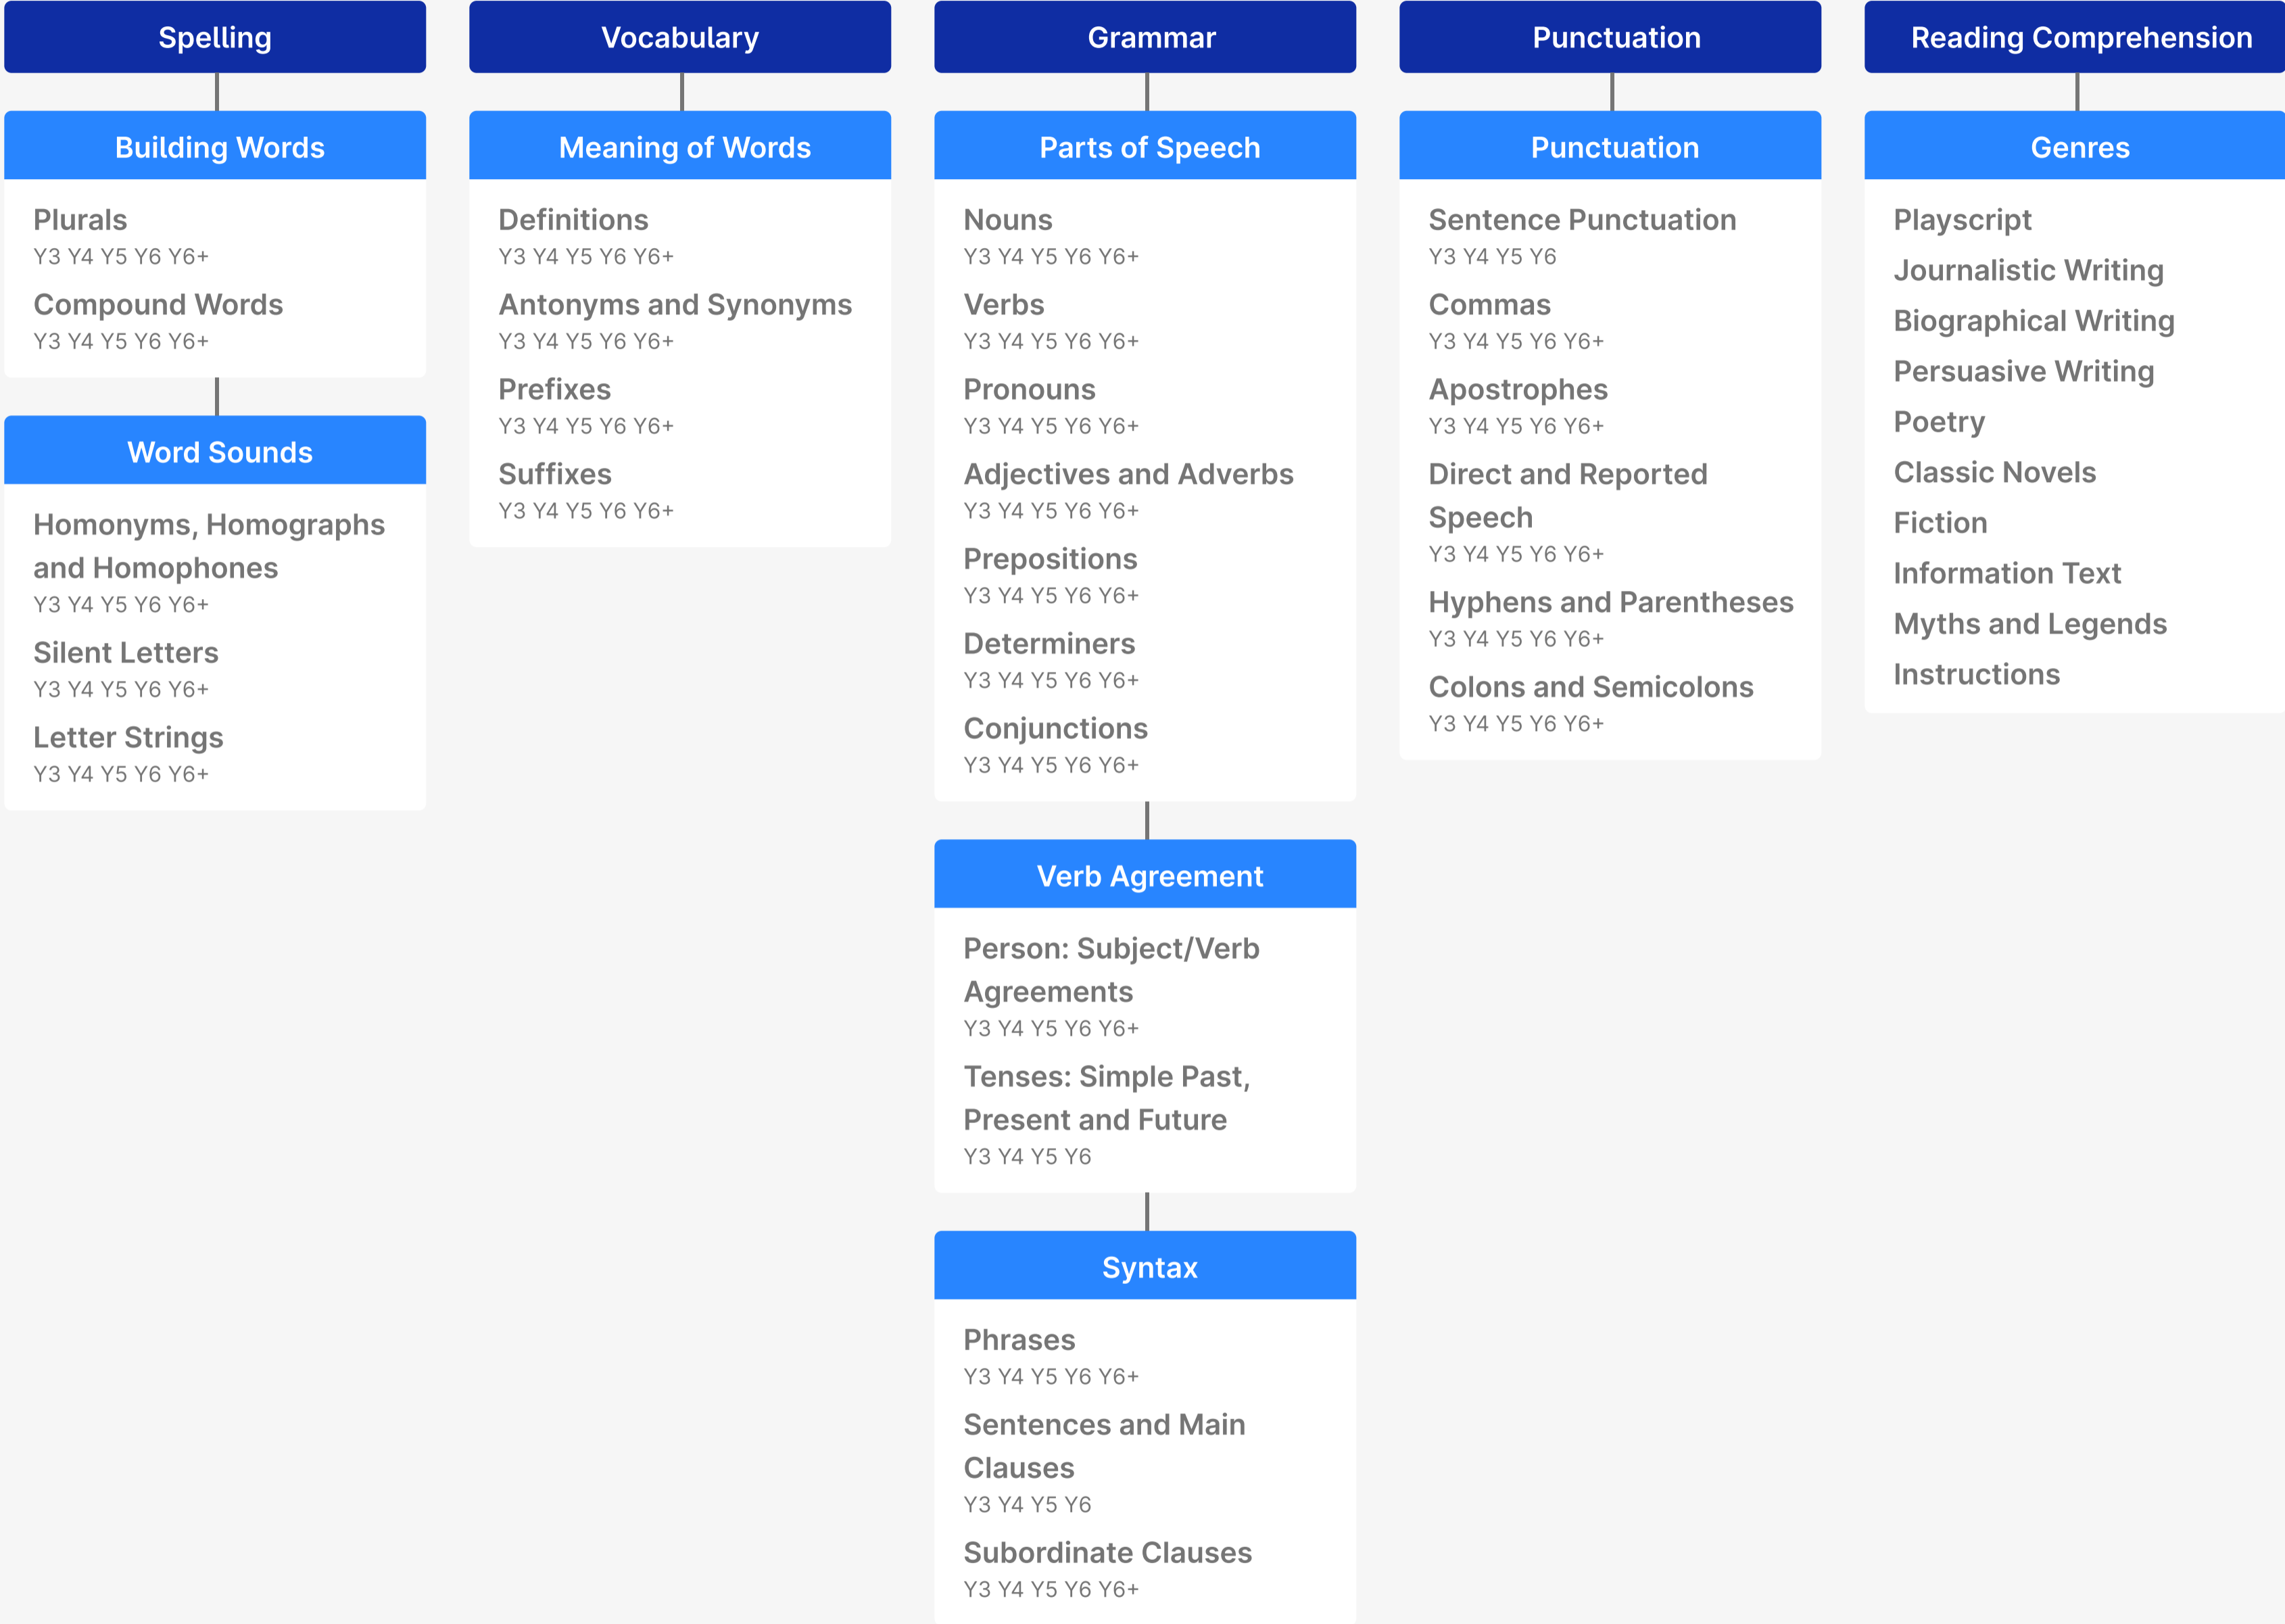 Spelling
Building Words
Plurals
Y3 Y4 Y5 Y6 Y6+
Compound Words
Y3 Y4 Y5 Y6 Y6+
Word Sounds
Homonyms, Homographs
and Homophones
Y3 Y4 Y5 Y6 Y6+
Silent Letters
Y3 Y4 Y5 Y6 Y6+
Letter Strings
Y3 Y4 Y5 Y6 Y6+
Vocabulary
Meaning of Words
Definitions
Y3 Y4 Y5 Y6 Y6+
Antonyms and Synonyms
Y3 Y4 Y5 Y6 Y6+
Prefixes
Y3 Y4 Y5 Y6 Y6+
Suffixes
Y3 Y4 Y5 Y6 Y6+
Grammar
Parts of Speech
Nouns
Y3 Y4 Y5 Y6 Y6+
Verbs
Y3 Y4 Y5 Y6 Y6+
Pronouns
Y3 Y4 Y5 Y6 Y6+
Adjectives and Adverbs
Y3 Y4 Y5 Y6 Y6+
Prepositions
Y3 Y4 Y5 Y6 Y6+
Determiners
Y3 Y4 Y5 Y6 Y6+
Conjunctions
Y3 Y4 Y5 Y6 Y6+
Verb Agreement
Person: Subject/Verb
Agreements
Y3 Y4 Y5 Y6 Y6+
Tenses: Simple Past,
Present and Future
Y3 Y4 Y5 Y6
Syntax
Phrases
Y3 Y4 Y5 Y6 Y6+
Sentences and Main
Clauses
Y3 Y4 Y5 Y6
Subordinate Clauses
Y3 Y4 Y5 Y6 Y6+
Punctuation
Punctuation
Sentence Punctuation
Y3 Y4 Y5 Y6
Commas
Y3 Y4 Y5 Y6 Y6+
Apostrophes
Y3 Y4 Y5 Y6 Y6+
Direct and Reported
Speech
Y3 Y4 Y5 Y6 Y6+
Hyphens and Parentheses
Y3 Y4 Y5 Y6 Y6+
Colons and Semicolons
Y3 Y4 Y5 Y6 Y6+
Reading Comprehension
Genres
Playscript
Journalistic Writing
Biographical Writing
Persuasive Writing
Poetry
Classic Novels
Fiction
Information Text
Myths and Legends
Instructions